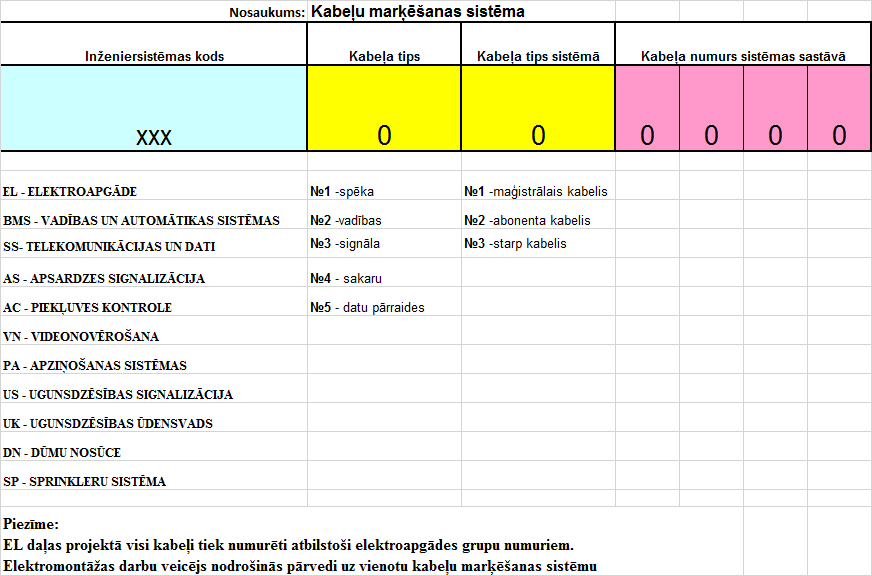 Nosaukums: Kabeļu marķēšanas sistēma
Inženiersistēmas kods Kabeļa tips Kabeļa tips sistēmā Kabeļa numurs sistēmas sastāvā
XXX 0 0 0 0 0 0
EL - ELEKTROAPGĀDE №1 -spēka №1 -maģistrālais kabelis
BMS - VADĪBAS UN AUTOMĀTIKAS SISTĒMAS №2 -vadības №2 -abonenta kabelis
SS- TELEKOMUNIKĀCIJAS UN DATI №3 -signāla №3 -starp kabelis
AS - APSARDZES SIGNALIZĀCIJA №4 - sakaru
AC - PIEKĻUVES KONTROLE №5 - datu pārraides
VN - VIDEONOVĒROŠANA
PA - APZIŅOŠANAS SISTĒMAS
US - UGUNSDZĒSĪBAS SIGNALIZĀCIJA
UK - UGUNSDZĒSĪBAS ŪDENSVADS
DN - DŪMU NOSŪCE
SP - SPRINKLERU SISTĒMA
Piezīme:
EL daļas projektā visi kabeļi tiek numurēti atbilstoši elektroapgādes grupu numuriem.
Elektromontāžas darbu veicējs nodrošinās pārvedi uz vienotu kabeļu marķēšanas sistēmu